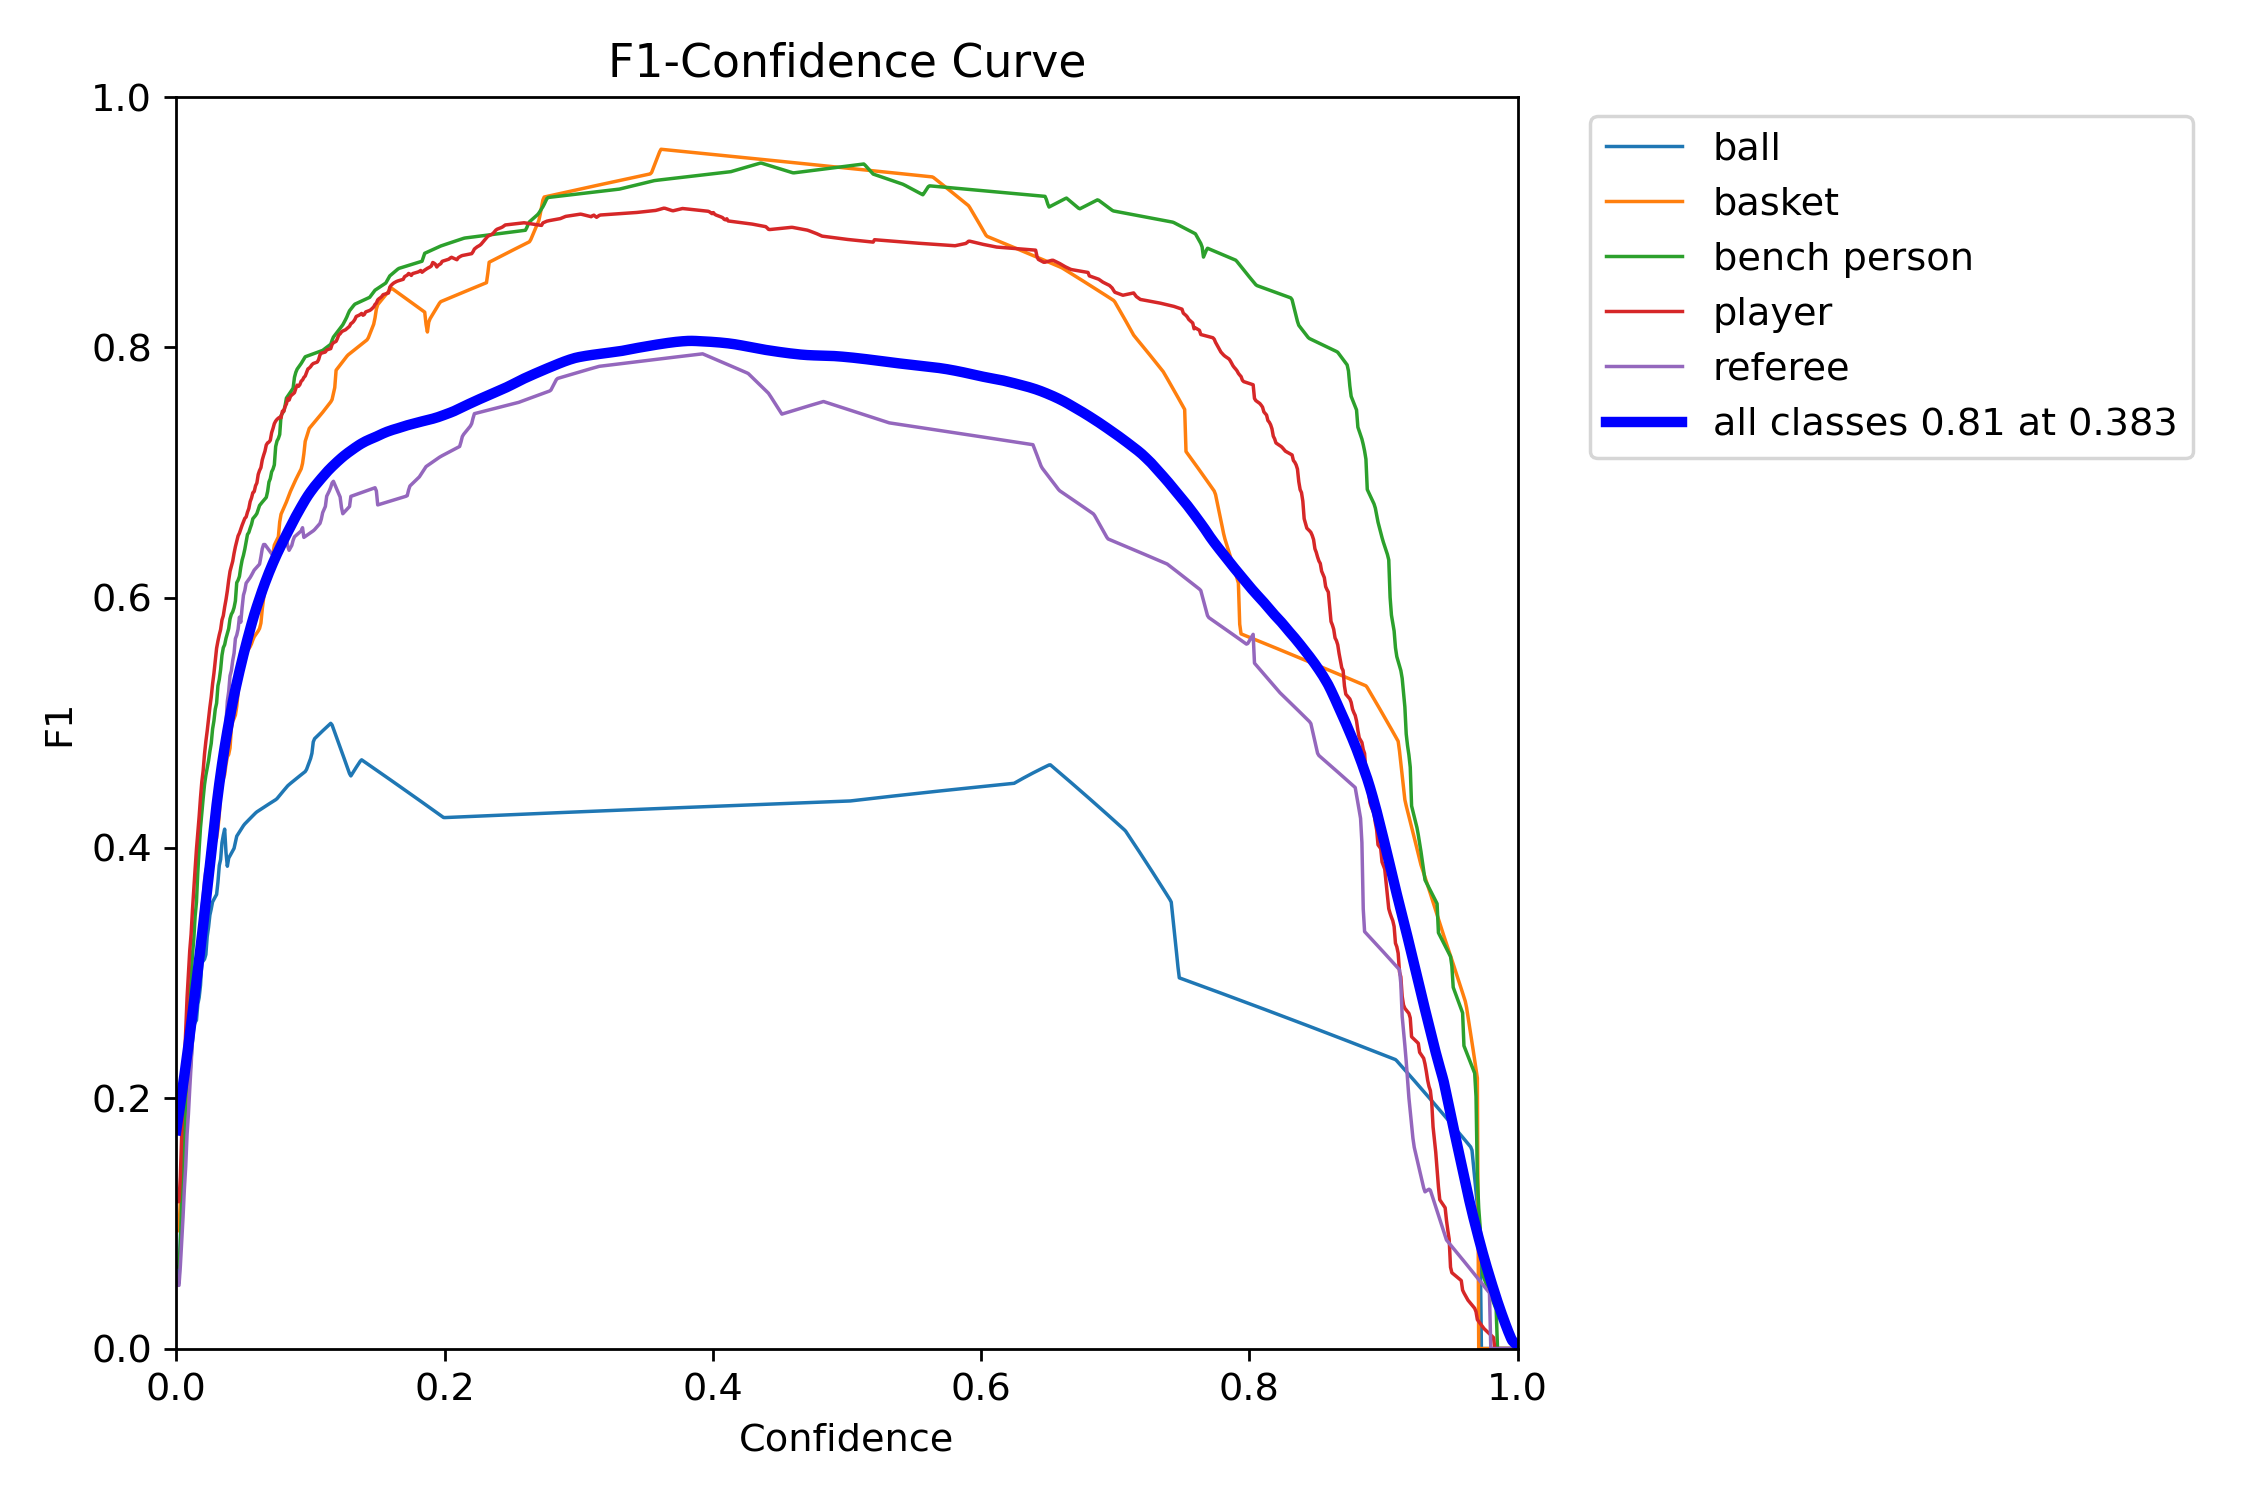 F1-Confidence Curve
1.0
0.8
0.6
0.4
0.2
0.0
F1
0.0 0.2 0.4 0.6 0.8 1.0
Confidence
ball
basket
bench person
player
referee
all classes 0.81 at 0.383